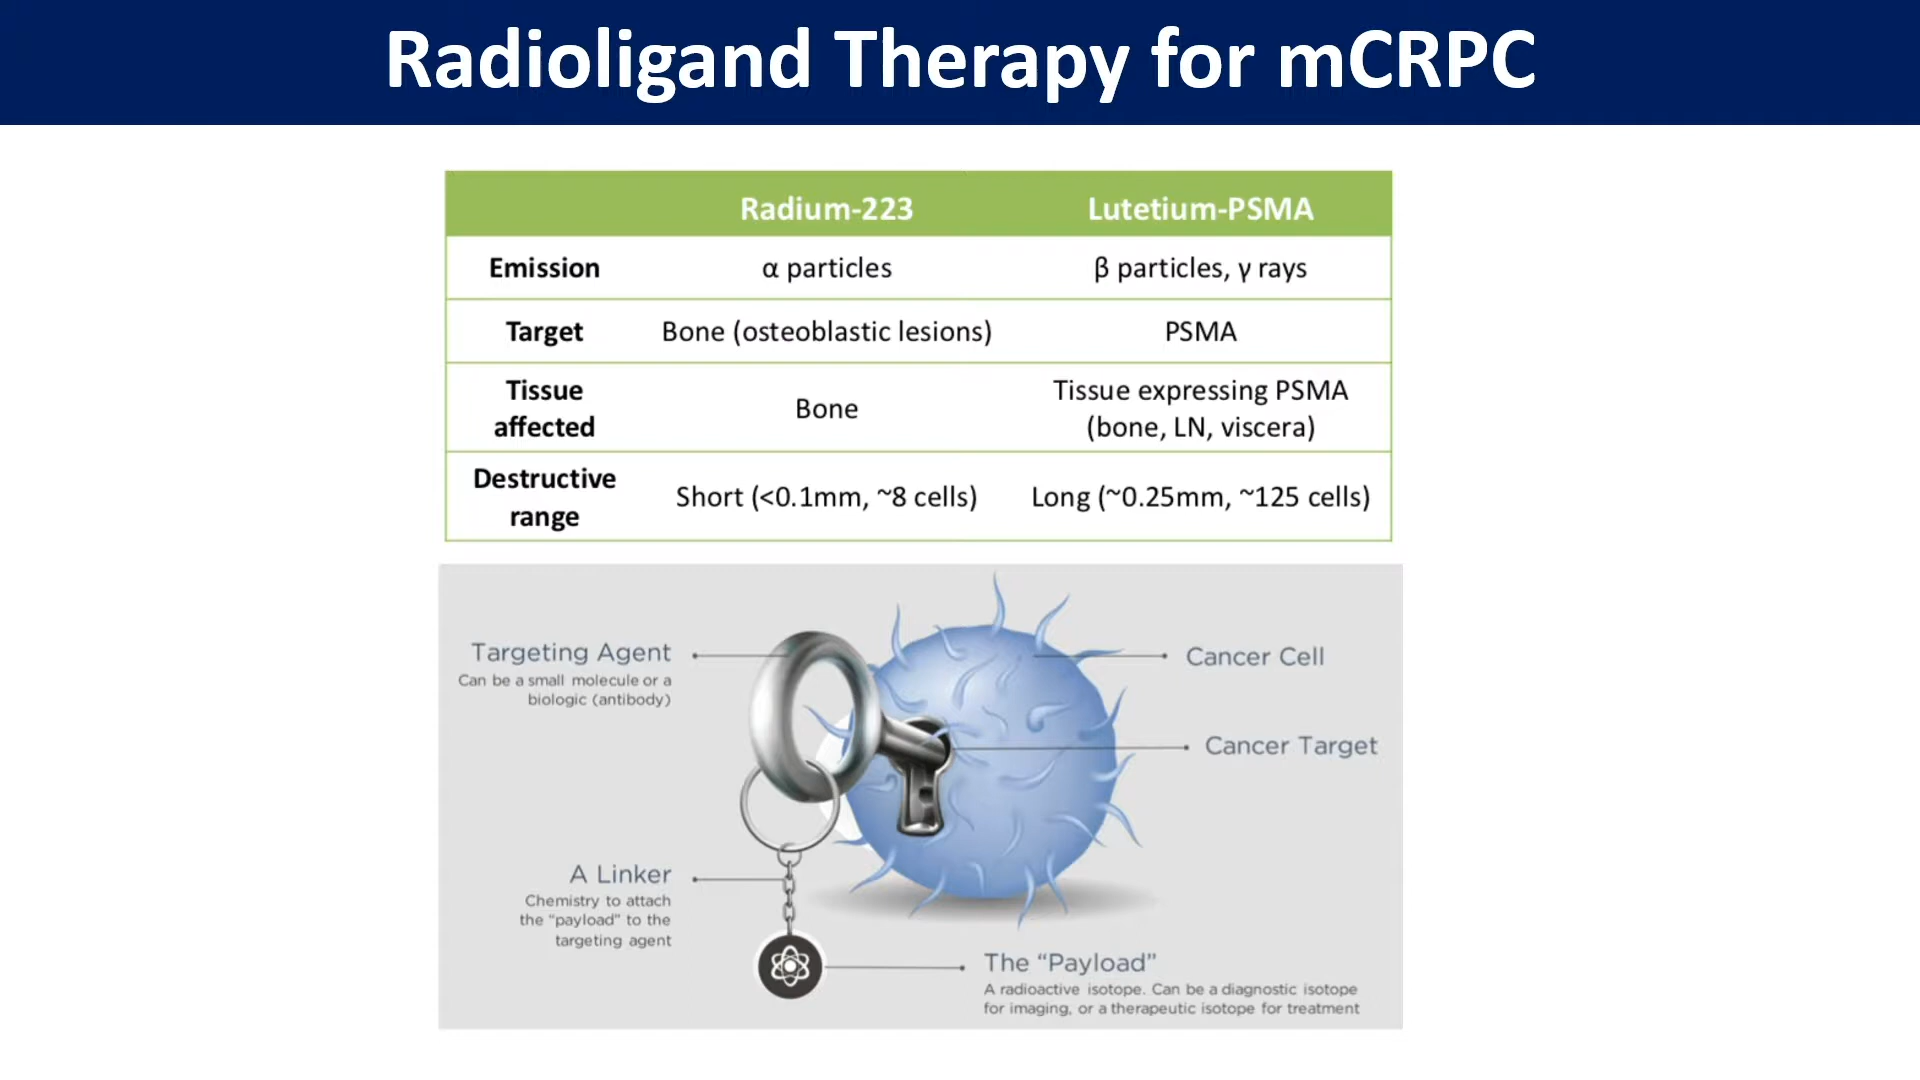 Radioligand Therapy for mCRPC
Radium-223 Lutetium-PSMA
Emission α particles β particles, γ rays
Target Bone (osteoblastic lesions) PSMA
Tissue affected Bone Tissue expressing PSMA
(bone, LN, viscera)
Destructive range Short (<0.1mm, ~8 cells) Long (~0.25mm, ~125 cells)
Targeting Agent
Can be a small molecule or a
biologic (antibody)
Cancer Cell
Cancer Target
A Linker
Chemistry to attach
the “payload” to the
targeting agent
The “Payload”
A radioactive isotope. Can be a diagnostic isotope
for imaging, or a therapeutic isotope for treatment